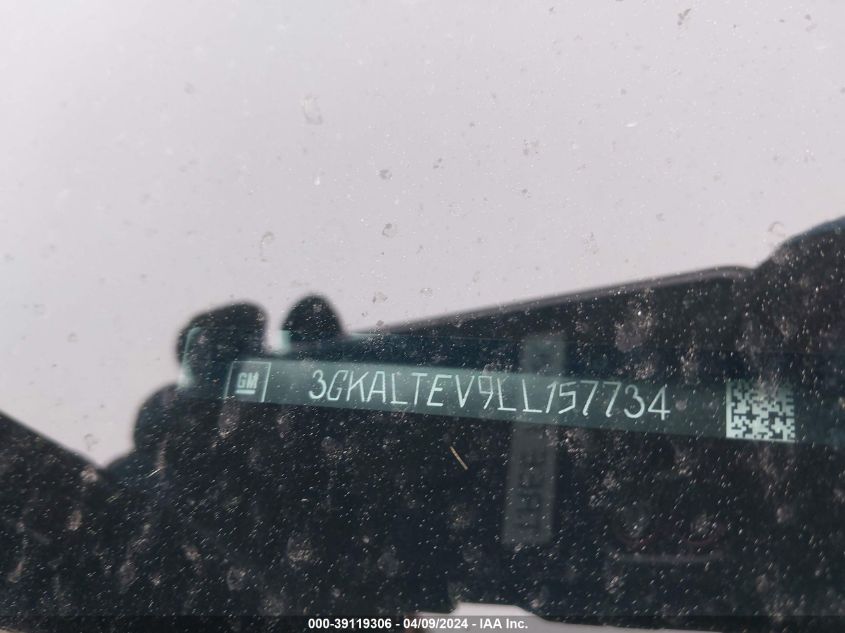 GM
3GKALTEV9LL157734
000-39119306 - 04/09/2024 - IAA Inc.